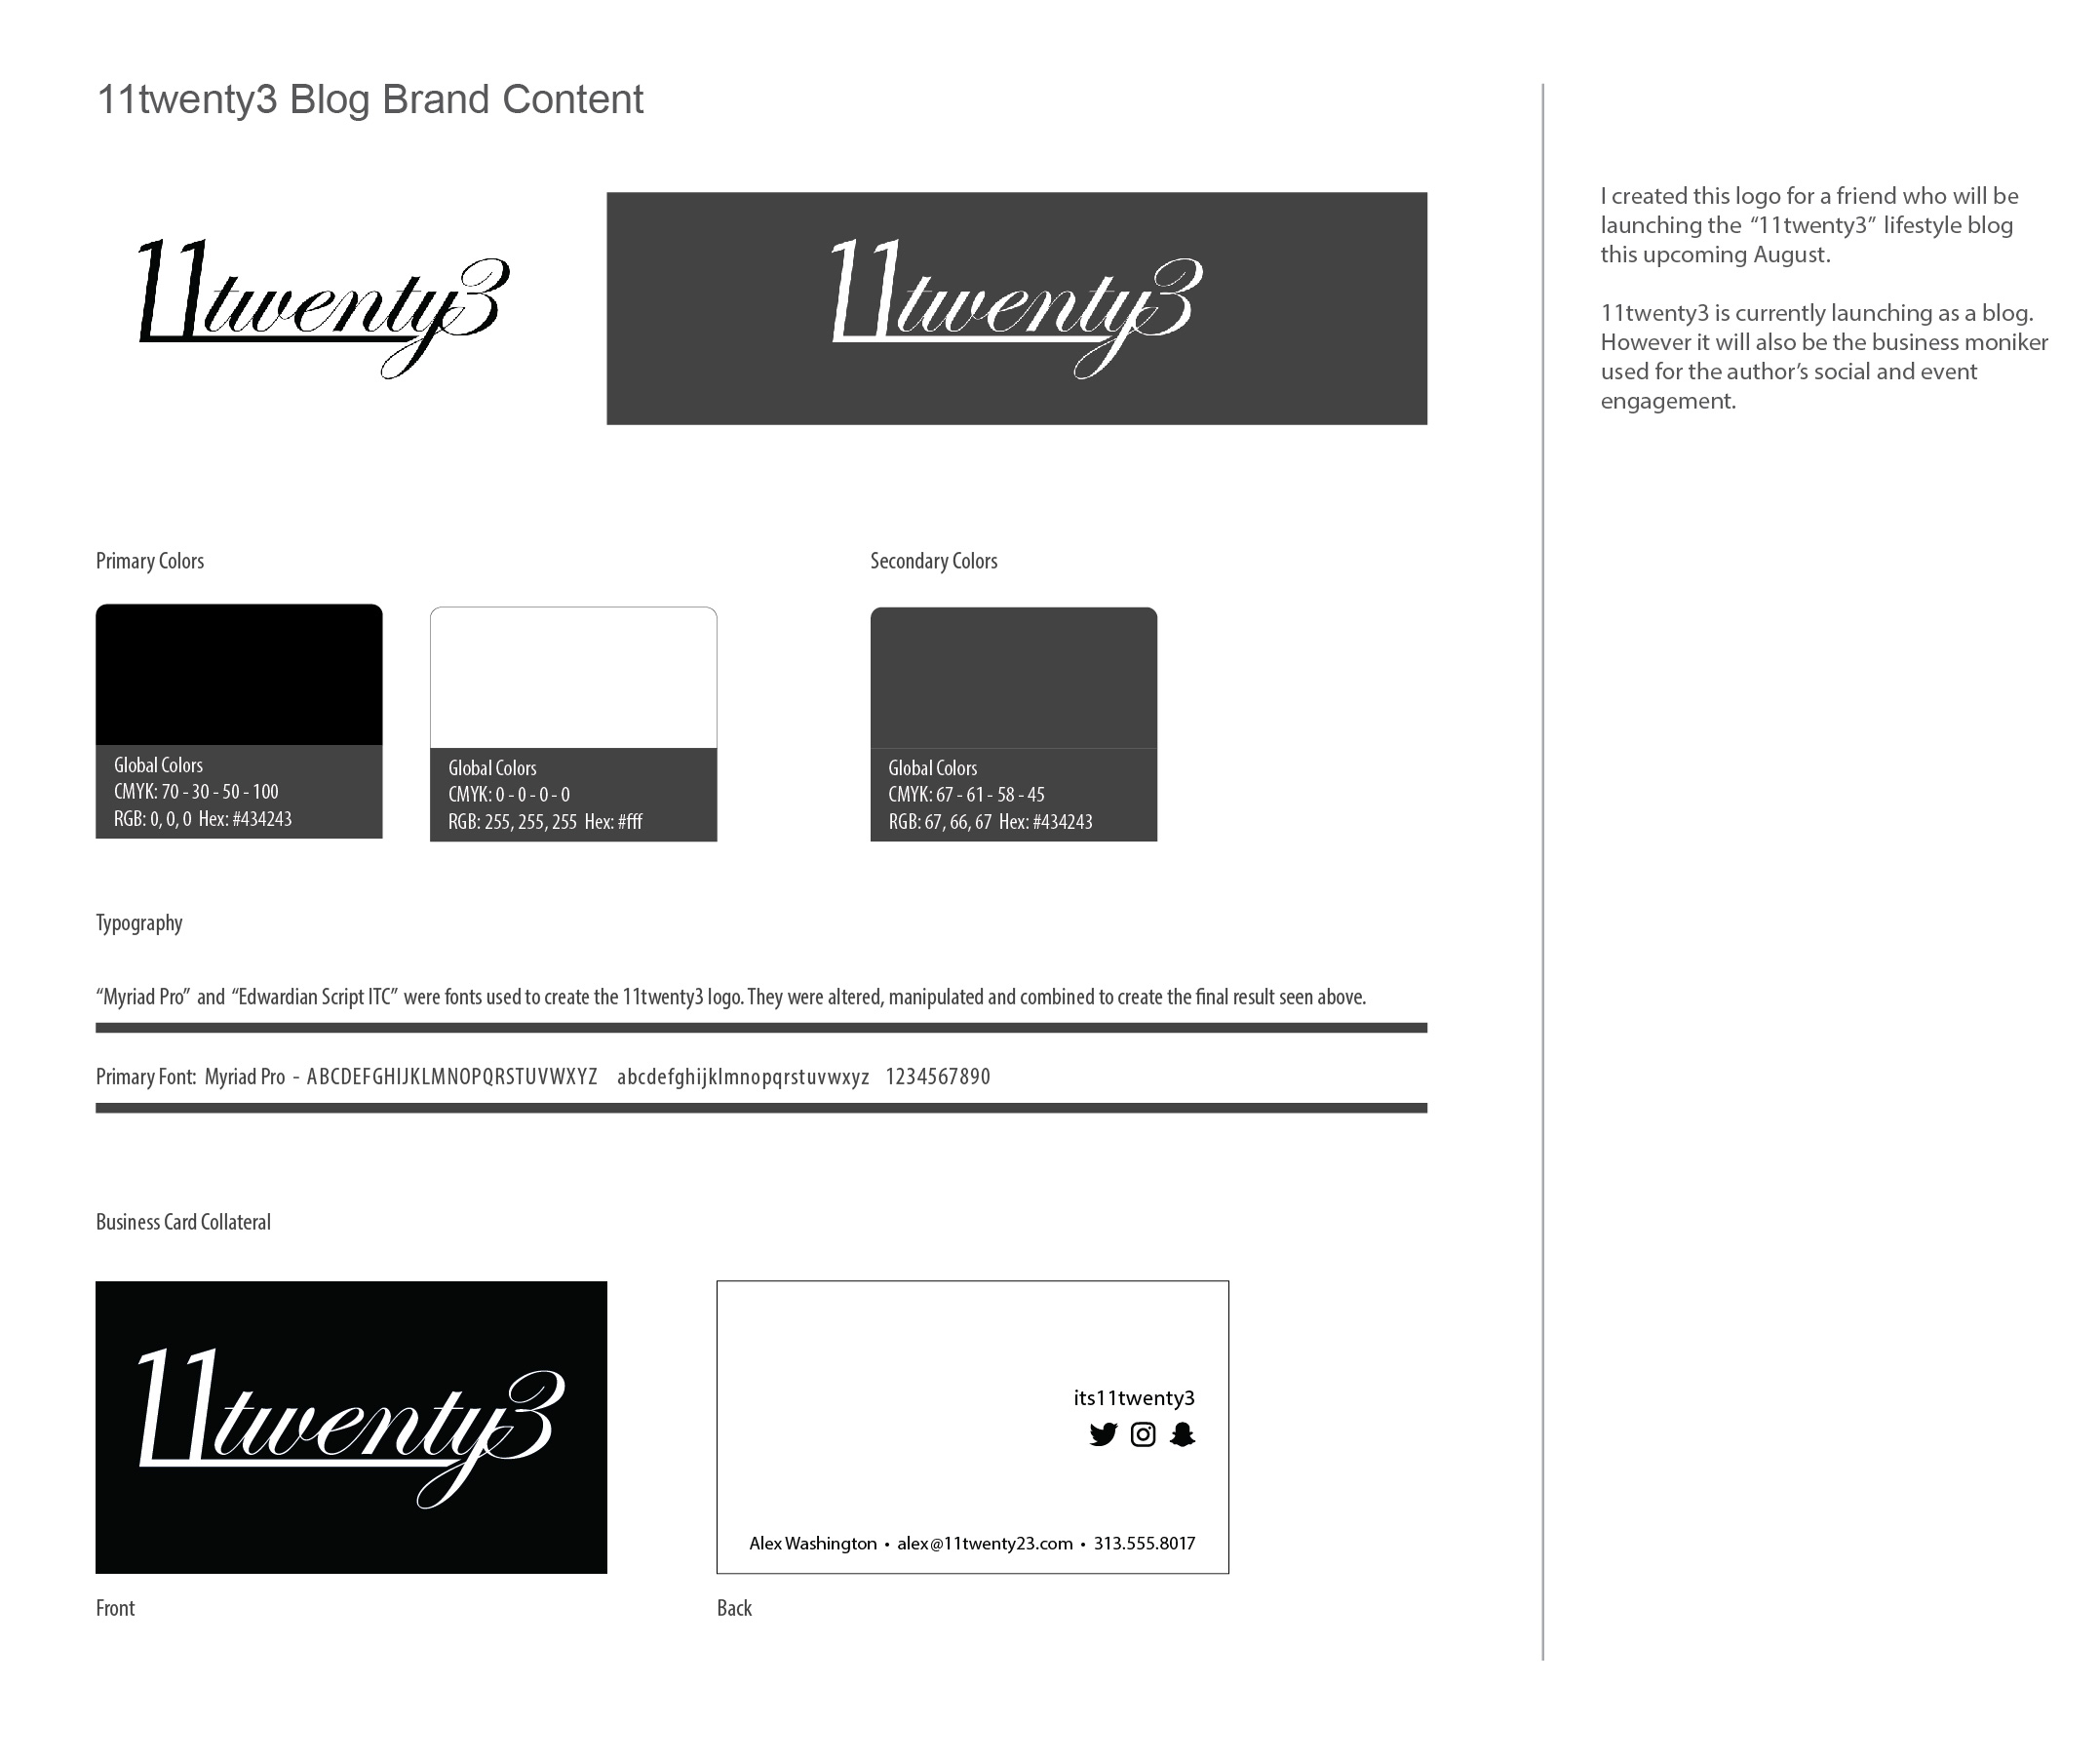 11twenty3 Blog Brand Content
11twenty3
11twenty3
I created this logo for a friend who will be
launching the “11twenty3” lifestyle blog
this upcoming August.
11twenty3 is currently launching as a blog.
However it will also be the business moniker
used for the author’s social and event
engagement.
Primary Colors
Secondary Colors
Global Colors
CMYK: 70 - 30 - 50 - 100
RGB: 0, 0, 0 Hex: #434243
Global Colors
CMYK: 0 - 0 - 0 - 0
RGB: 255, 255, 255 Hex: #fff
Global Colors
CMYK: 67 - 61 - 58 - 45
RGB: 67, 66, 67 Hex: #434243
Typography
“Myriad Pro” and “Edwardian Script ITC” were fonts used to create the 11twenty3 logo. They were altered, manipulated and combined to create the final result seen above.
Primary Font: Myriad Pro - ABCDEFGHIJKLMNOPQRSTUVWXYZ abcdefghijklmnopqrstuvwxyz 1234567890
Business Card Collateral
11twenty3
its11twenty3
Alex Washington • alex@11twenty23.com • 313.555.8017
Front
Back